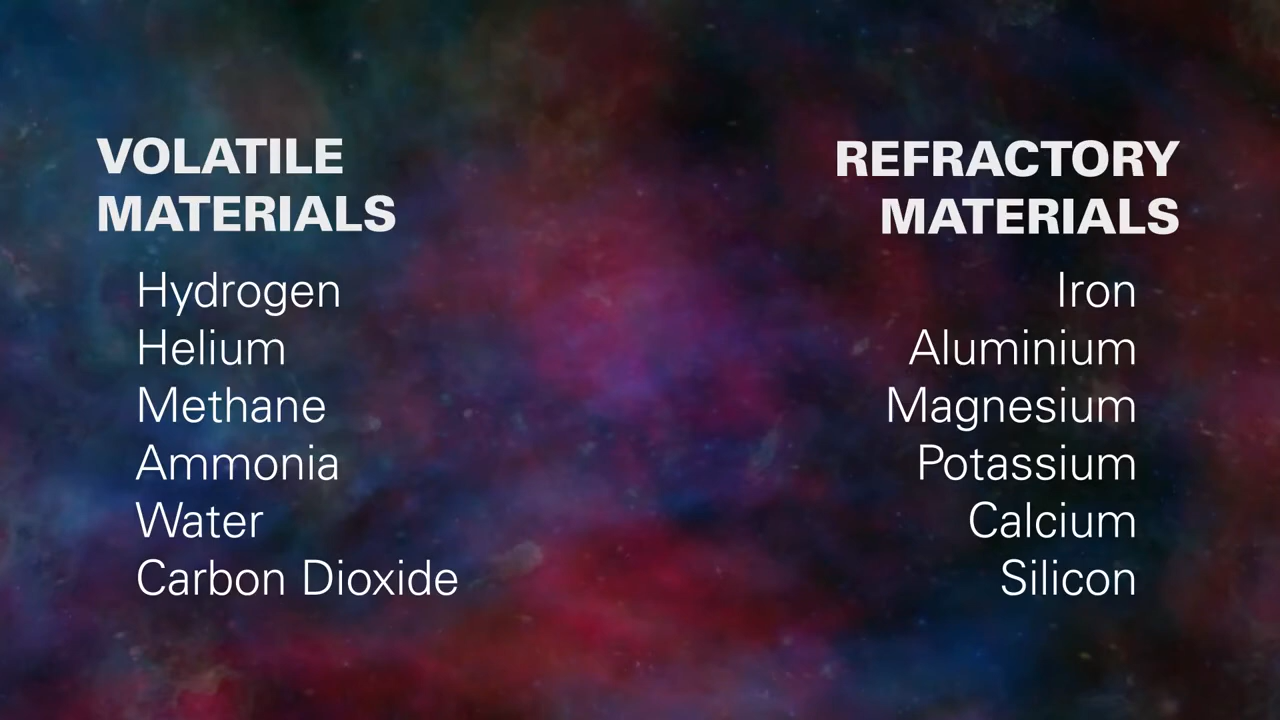 VOLATILE
MATERIALS
Hydrogen
Helium
Methane
Ammonia
Water
Carbon Dioxide
REFRACTORY
MATERIALS
Iron
Aluminium
Magnesium
Potassium
Calcium
Silicon